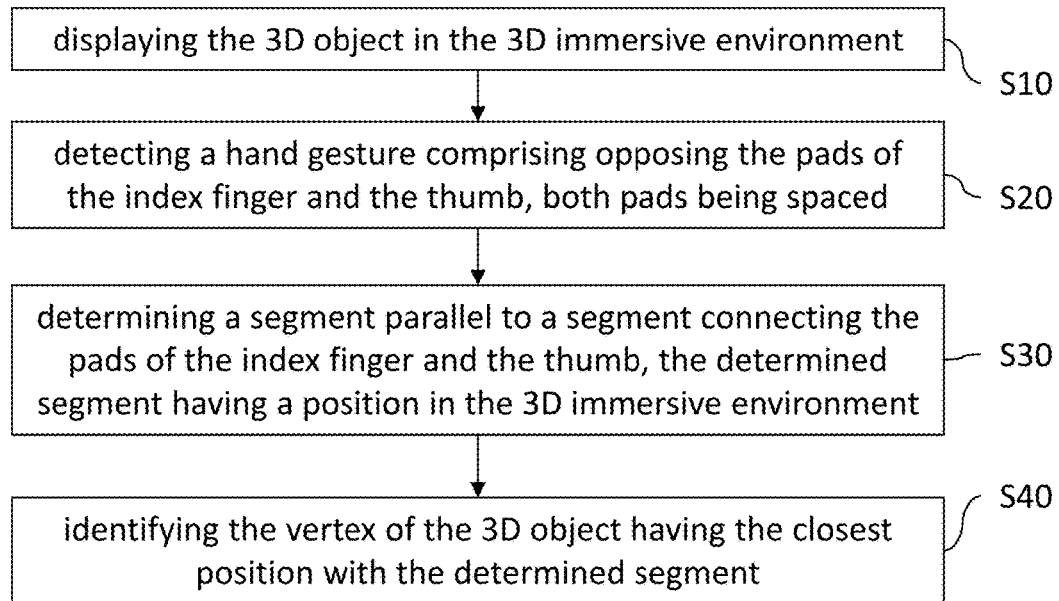 displaying the 3D object in the 3D immersive environment
S10
detecting a hand gesture comprising opposing the pads of
the index finger and the thumb, both pads being spaced
S20
determining a segment parallel to a segment connecting the
pads of the index finger and the thumb, the determined
segment having a position in the 3D immersive environment
S30
identifying the vertex of the 3D object having the closest
position with the determined segment
S40